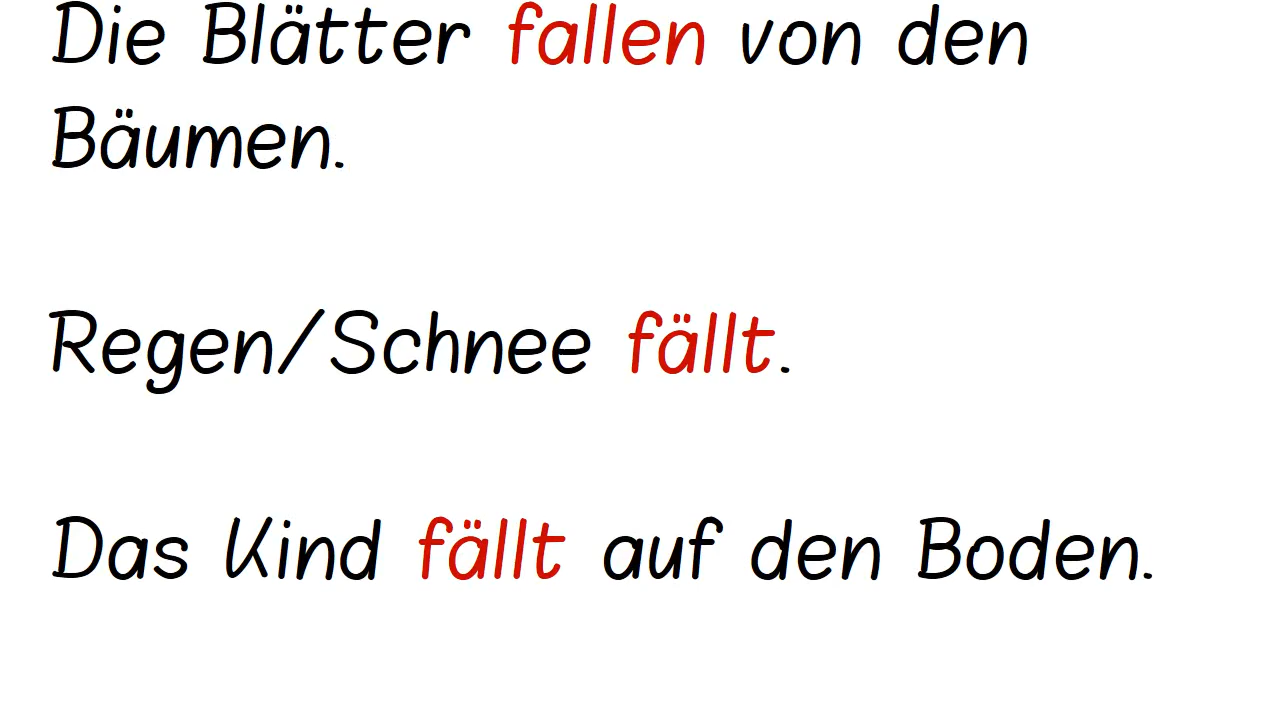 Die Blätter fallen von den
Bäumen.
Regen/Schnee fällt.
Das Kind fällt auf den Boden.